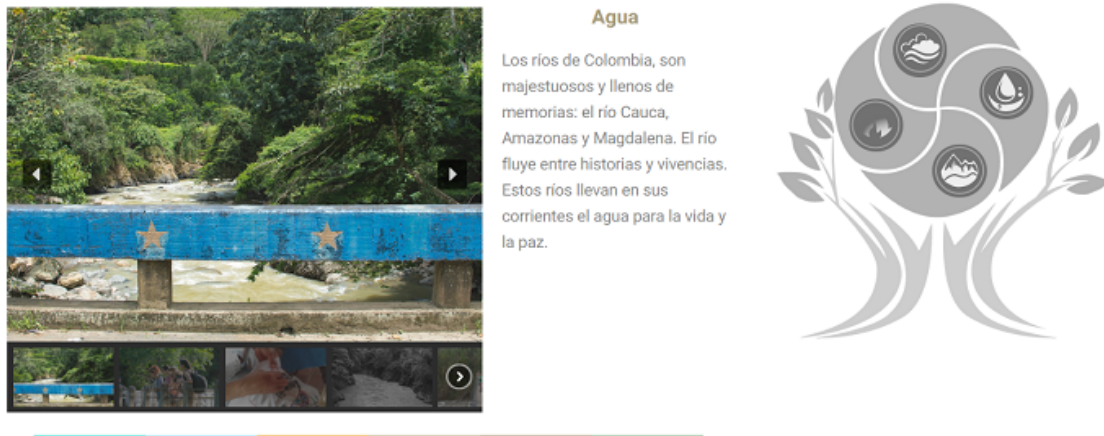 Agua
Los ríos de Colombia, son
majestuosos y llenos de
memorias: el río Cauca,
Amazonas y Magdalena. El río
fluye entre historias y vivencias.
Estos ríos llevan en sus
corrientes el agua para la vida y
la paz.